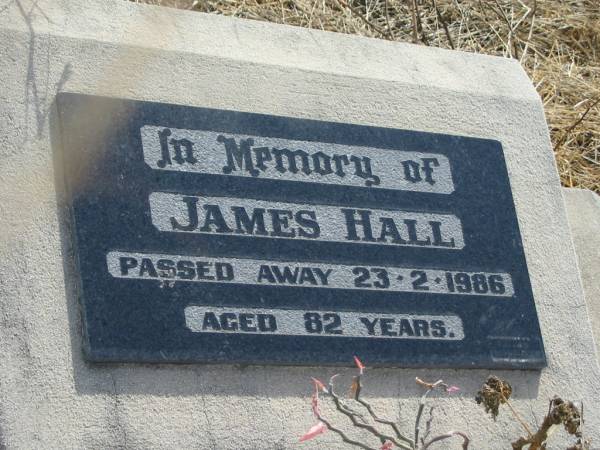 In Memory of
JAMES HALL
PASSED AWAY 23·2·1986
AGED 82 YEARS.